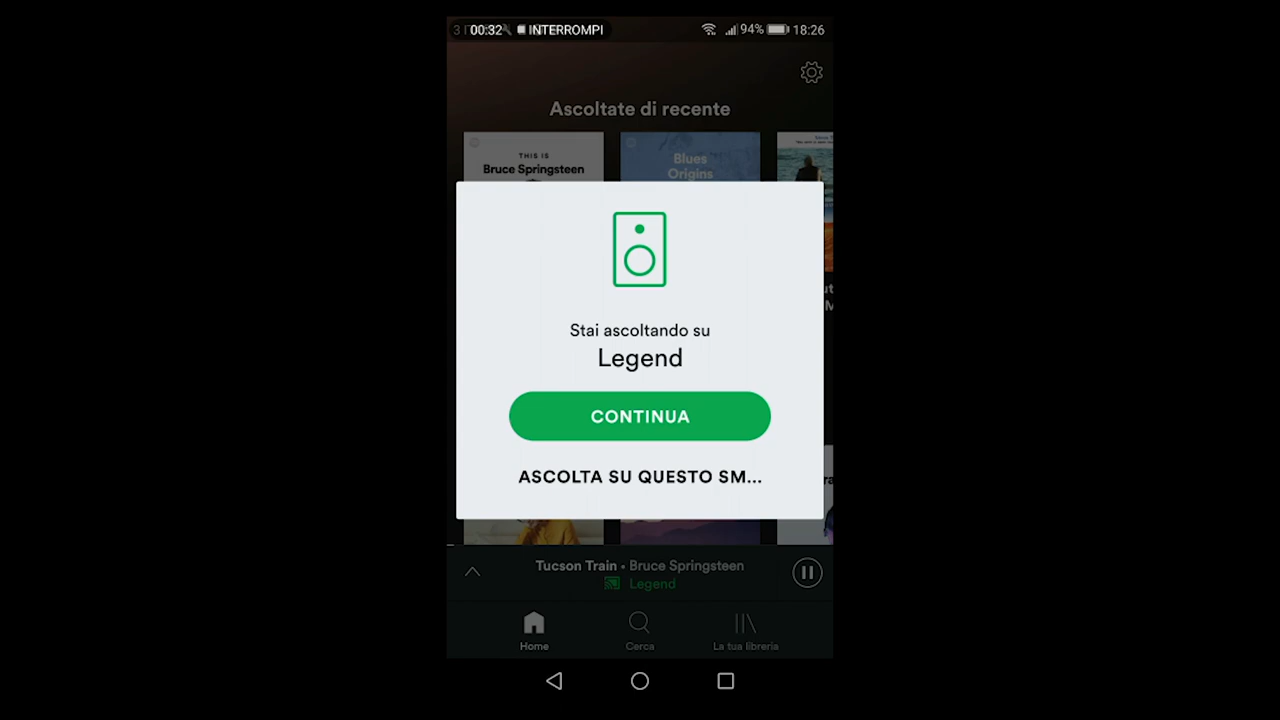 00:32 INTERROMPI 94% 18:26
Ascoltate di recente
THIS IS
Bruce Springsteen
Blues
Origins
Stai ascoltando su
Legend
CONTINUA
ASCOLTA SU QUESTO SM...
Tucson Train • Bruce Springsteen
Legend
Home Cerca La tua libreria